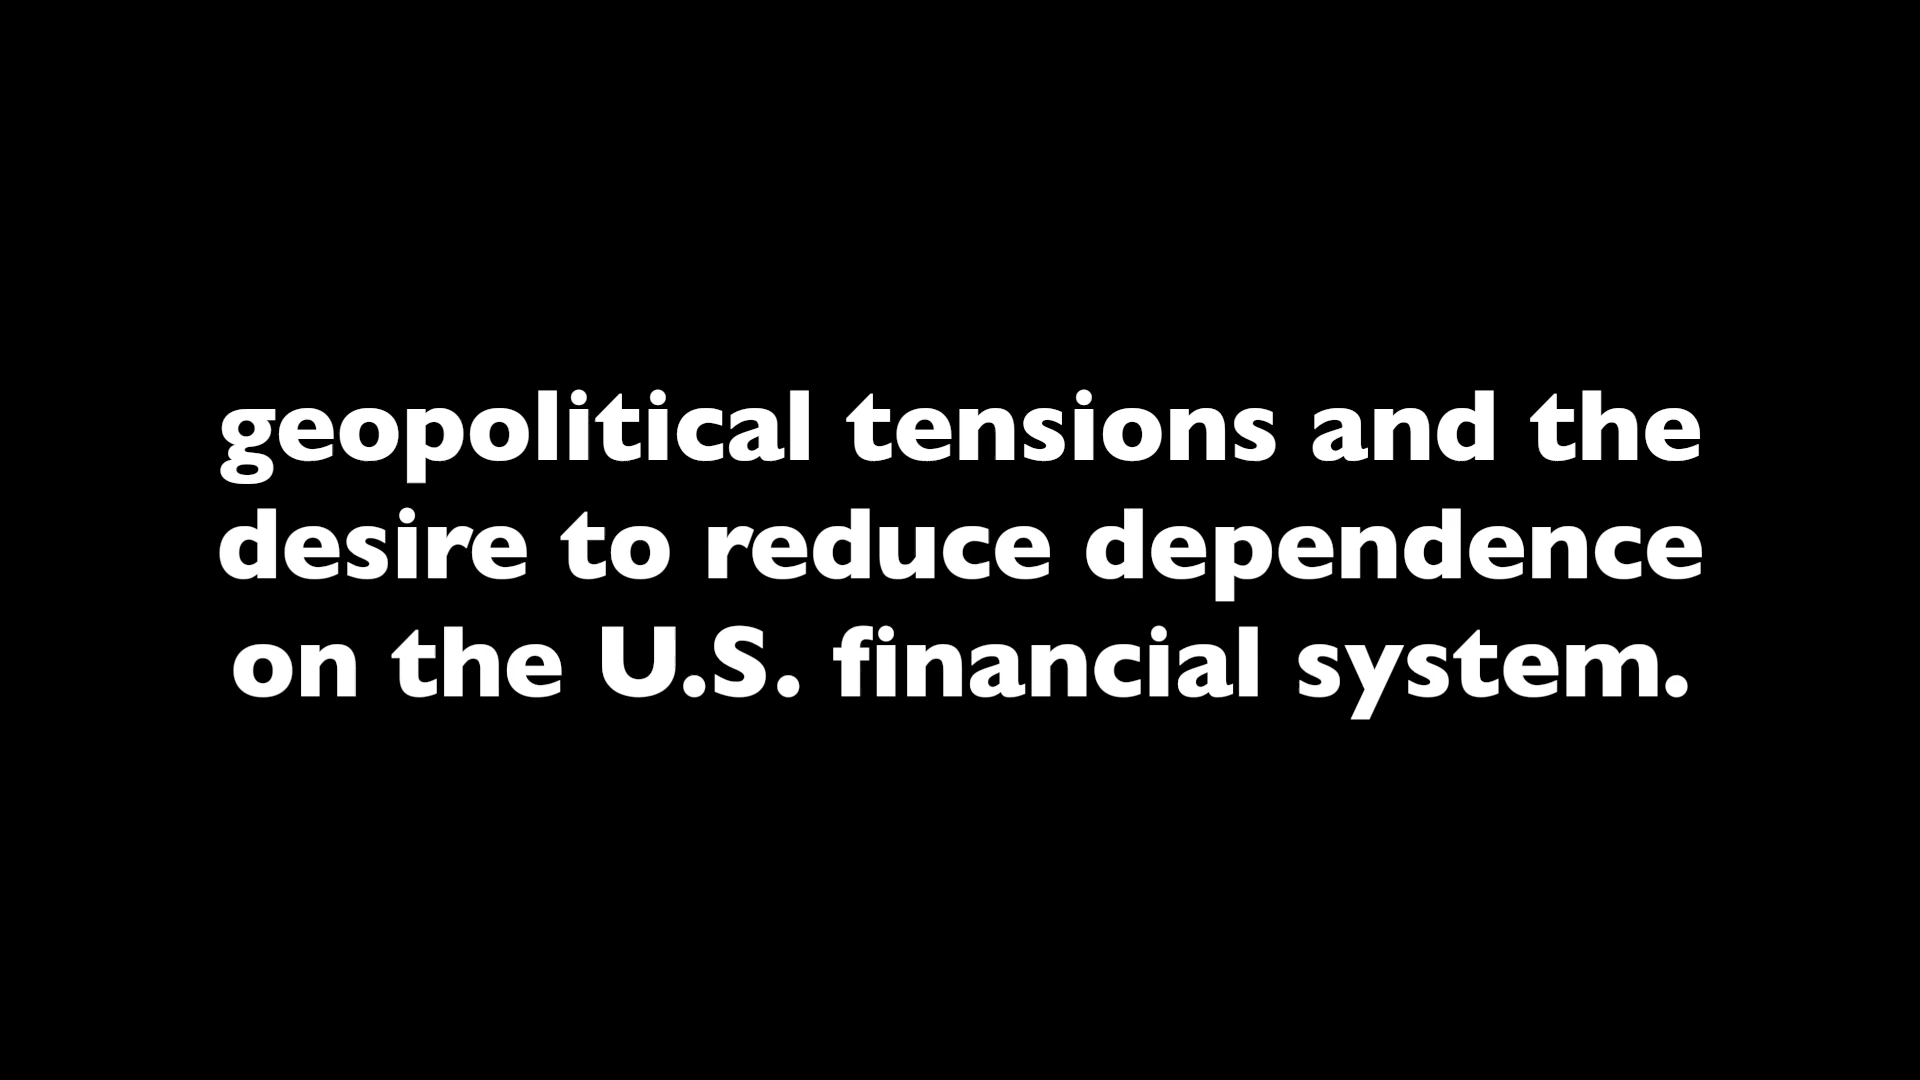 geopolitical tensions and the
desire to reduce dependence
on the U.S. financial system.